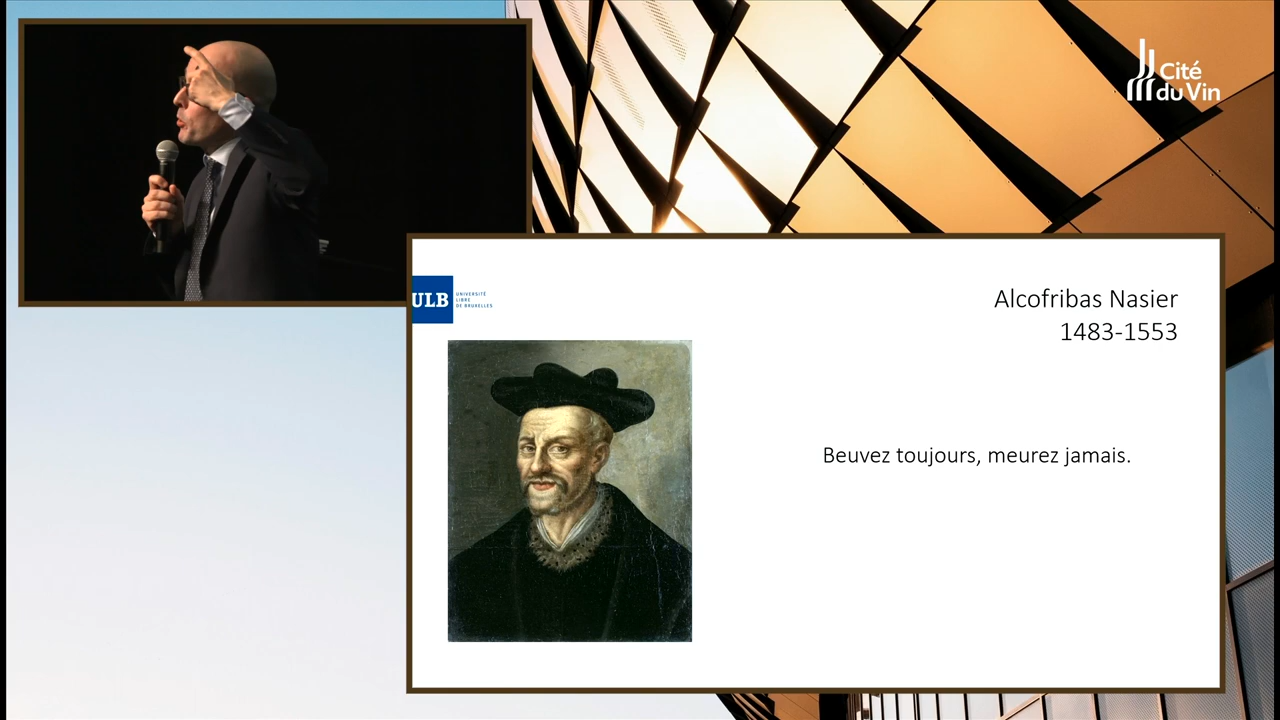 Cité
du Vin
ULB
UNIVERSITÉ
LIBRE
DE BRUXELLES
Alcofribas Nasier
1483-1553
Beuvez toujours, meurez jamais.